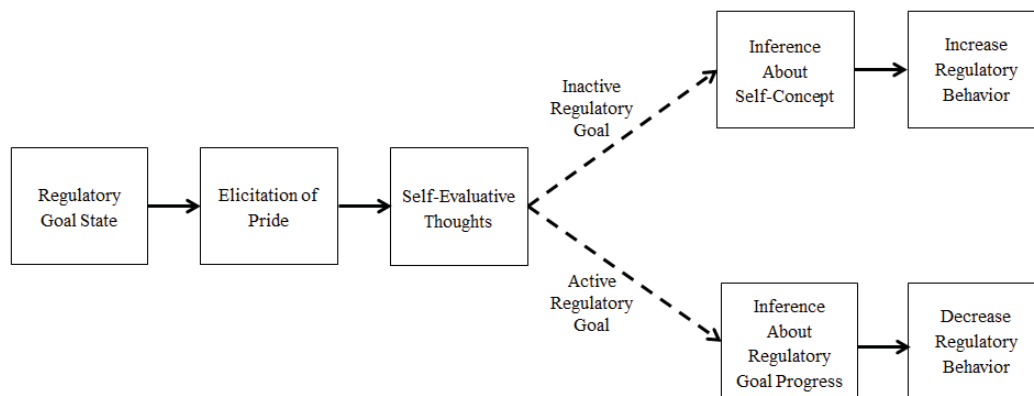 Regulatory
Goal State
Elicitation of
Pride
Self-Evaluative
Thoughts
Inactive
Regulatory
Goal
Inference
About
Self-Concept
Increase
Regulatory
Behavior
Active
Regulatory
Goal
Inference
About
Regulatory
Goal Progress
Decrease
Regulatory
Behavior